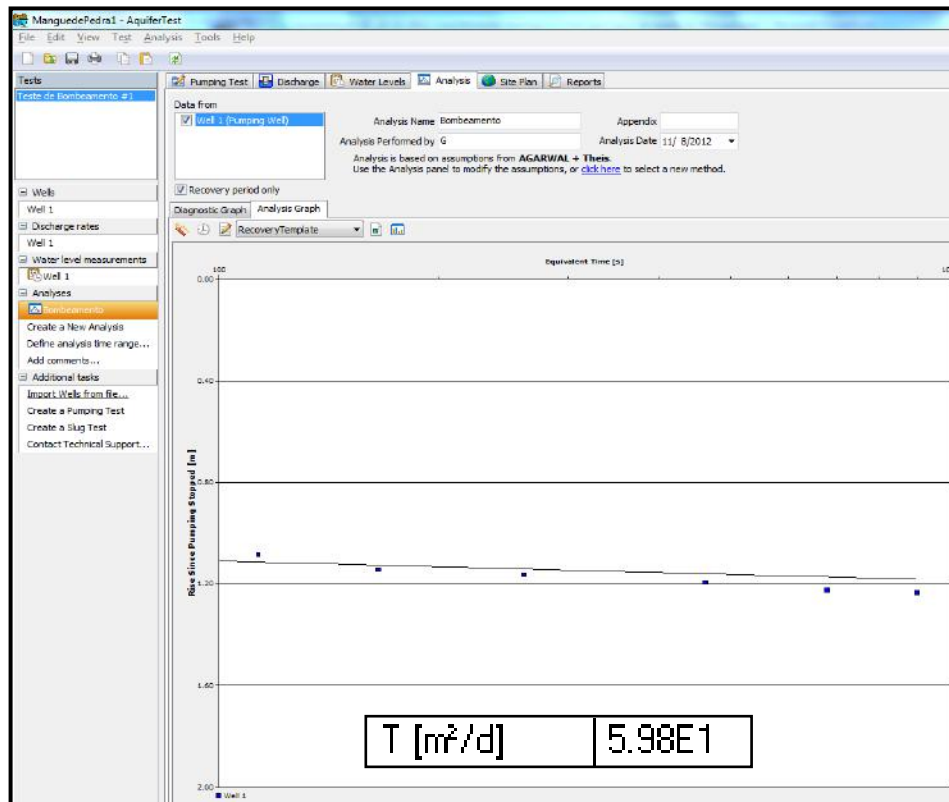 ManguedePedra1 - AquiferTest
File Edit View Test Analysis Tools Help
Tests
Teste de Bombeamento #1
Pumping Test Discharge Water Levels Analysis Site Plan Reports
Data from
Well 1 (Pumping Well)
Analysis Name Bombeamento Appendix
Analysis Performed by G Analysis Date 11/ 8/2012
Analysis is based on assumptions from AGARWAL + Theis.
Use the Analysis panel to modify the assumptions, or click here to select a new method.
Recovery period only
Diagnostic Graph Analysis Graph
RecoveryTemplate
Wells
Well 1
Discharge rates
Well 1
Water level measurements
Well 1
Analyses
Bombeamento
Create a New Analysis
Define analysis time range...
Add comments...
Additional tasks
Import Wells from file...
Create a Pumping Test
Create a Slug Test
Contact Technical Support...
Equivalent Time [s]
100
0.00
0.40
0.80
1.20
1.60
2.00
Rise Since Pumping Stopped [m]
T [m²/d] 5.98E1
Well 1